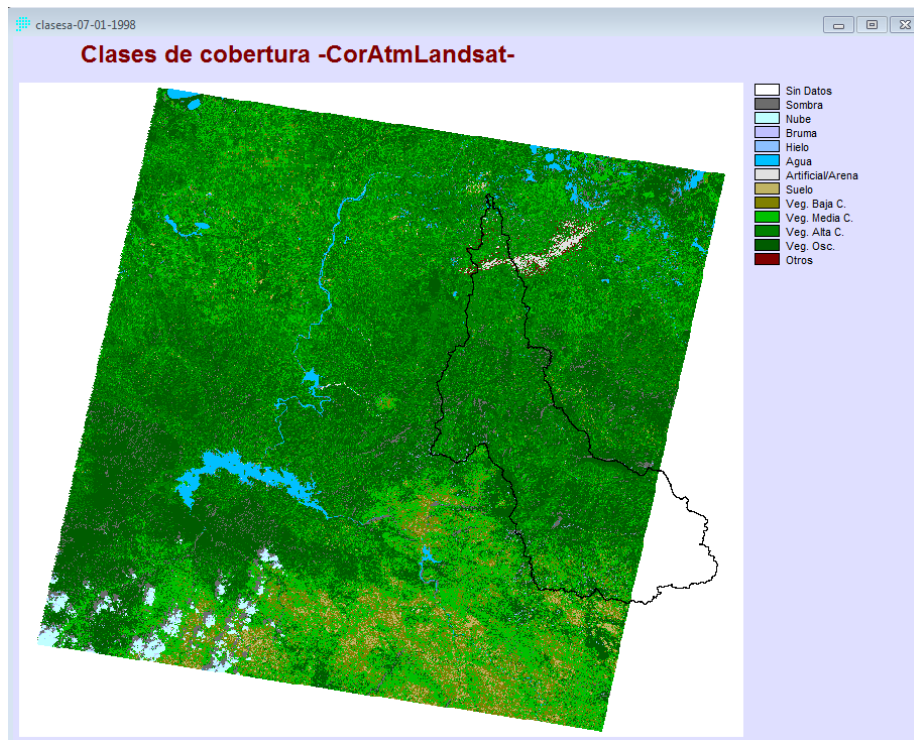 clasesa-07-01-1998
Clases de cobertura -CorAtmLandsat-
Sin Datos
Sombra
Nube
Bruma
Hielo
Agua
Artificial/Arena
Suelo
Veg. Baja C.
Veg. Media C.
Veg. Alta C.
Veg. Osc.
Otros